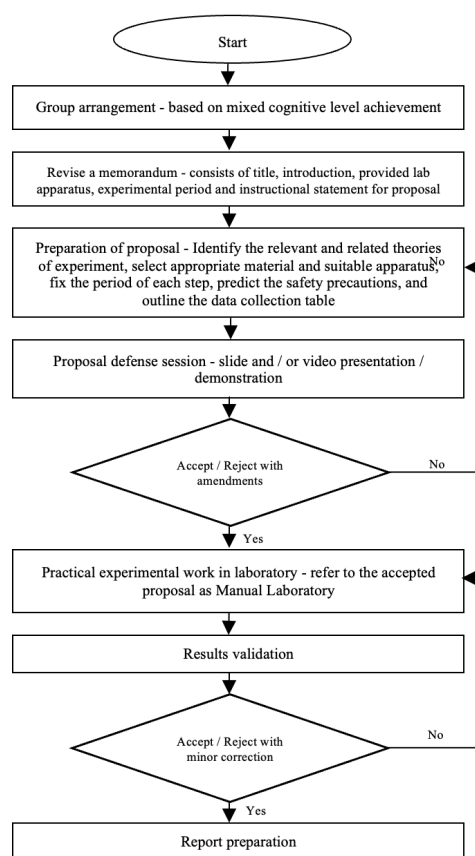 Start
Group arrangement - based on mixed cognitive level achievement
Revise a memorandum - consists of title, introduction, provided lab
apparatus, experimental period and instructional statement for proposal
Preparation of proposal - Identify the relevant and related theories
of experiment, select appropriate material and suitable apparatus,
No
fix the period of each step, predict the safety precautions, and
outline the data collection table
Proposal defense session - slide and / or video presentation /
demonstration
Accept / Reject with
amendments
No
Yes
Practical experimental work in laboratory - refer to the accepted
proposal as Manual Laboratory
Results validation
Accept / Reject with
minor correction
No
Yes
Report preparation